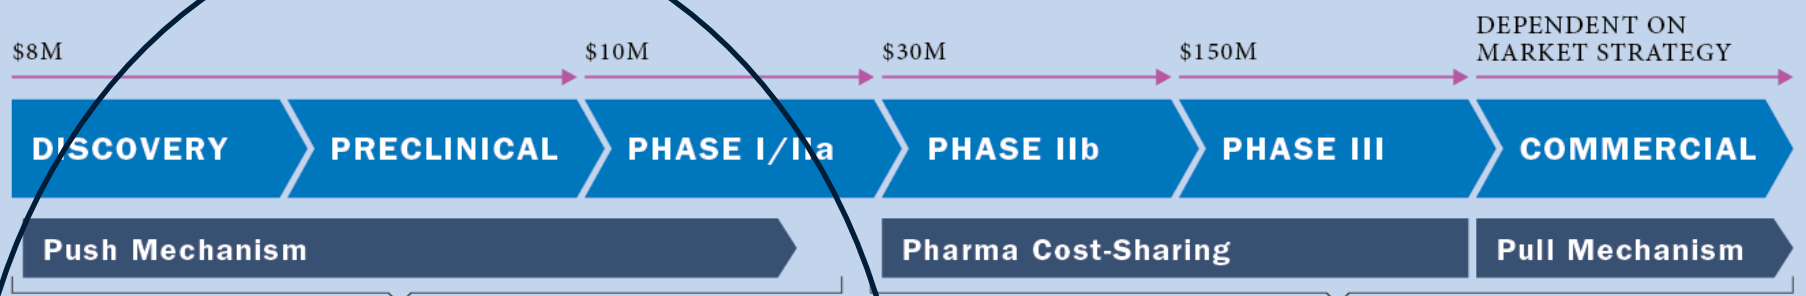 DEPENDENT ON
$8M $10M $30M $150M MARKET STRATEGY
DISCOVERY PRECLINICAL PHASE I/IIa PHASE IIb PHASE III COMMERCIAL
Push Mechanism Pharma Cost-Sharing Pull Mechanism